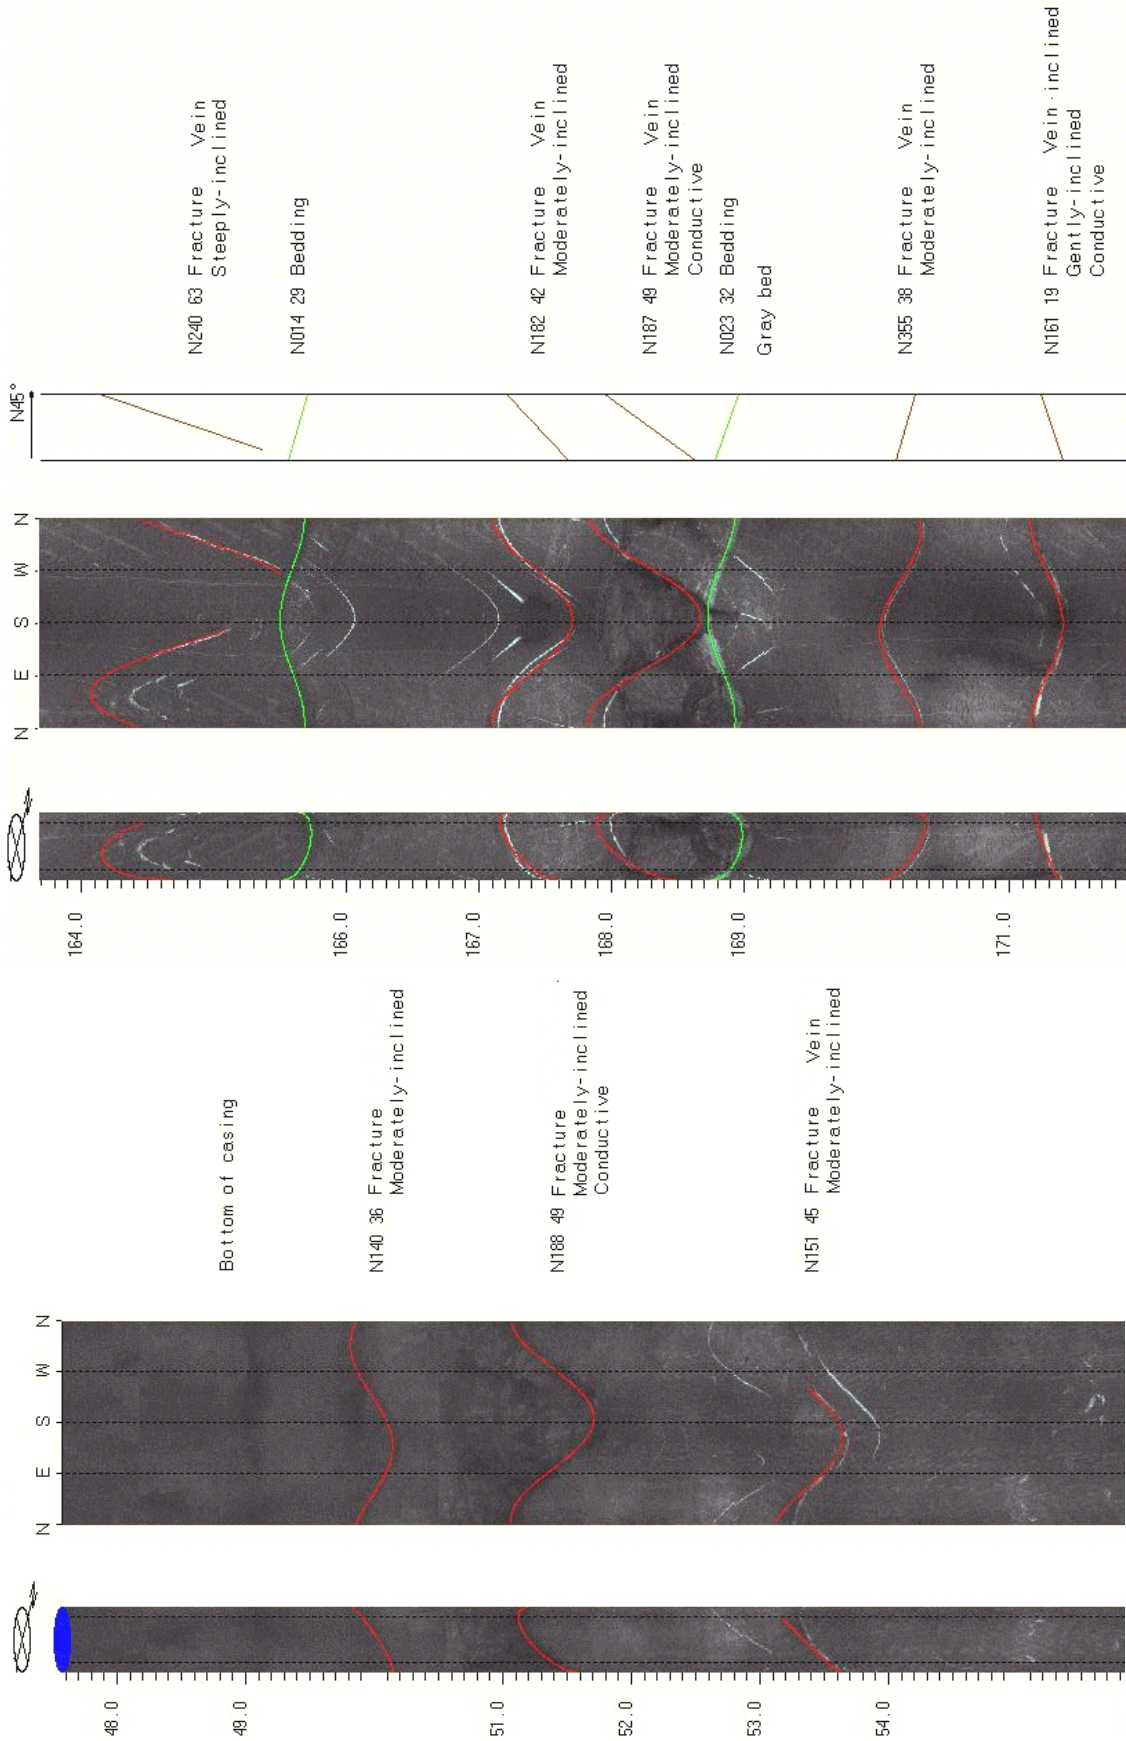 N45°
N E S W N
164.0
166.0
167.0
168.0
169.0
171.0
N240 63 Fracture Vein
Steeply-inclined
N014 29 Bedding
N182 42 Fracture Vein
Moderately-inclined
N187 49 Fracture Vein
Moderately-inclined
Conductive
N023 32 Bedding
Gray bed
N355 38 Fracture Vein
Moderately-inclined
N161 19 Fracture Vein-inclined
Gently-inclined
Conductive
N E S W N
48.0
49.0
51.0
52.0
53.0
54.0
Bottom of casing
N140 36 Fracture
Moderately-inclined
N188 49 Fracture
Moderately-inclined
Conductive
N151 45 Fracture Vein
Moderately-inclined